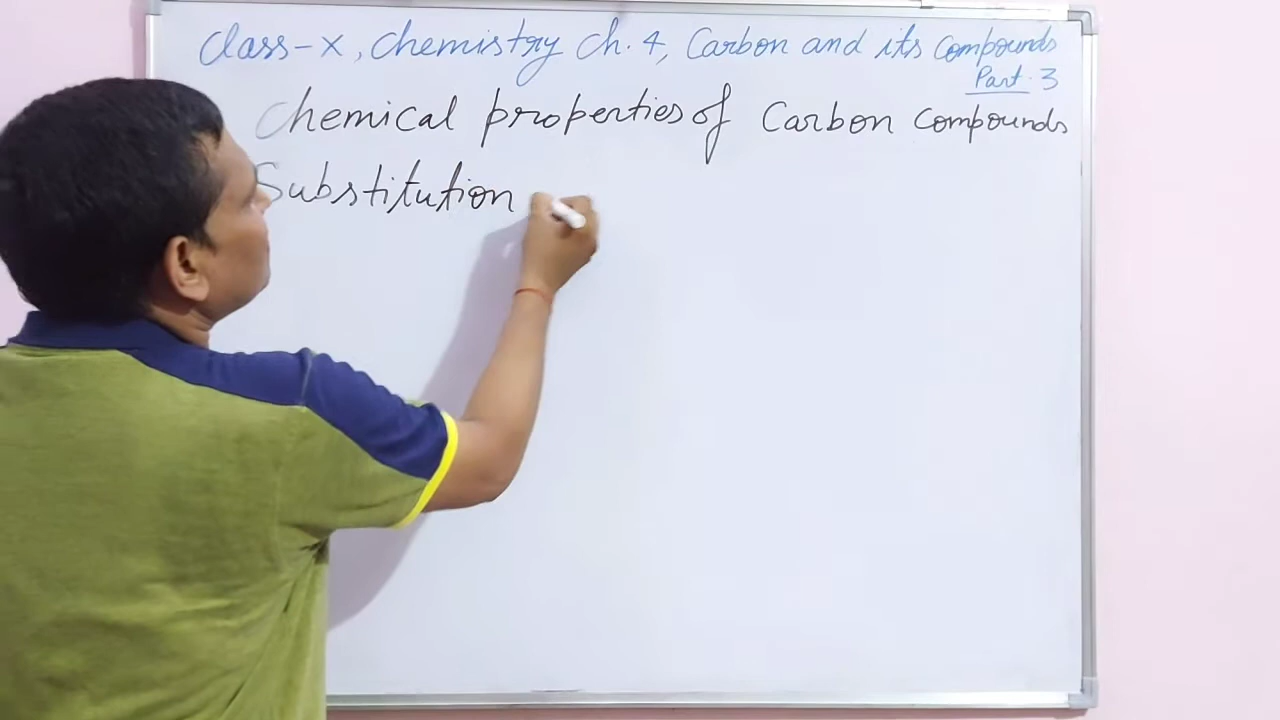 Class-X, Chemistry Ch. 4, Carbon and its Compounds
Part. 3
Chemical properties of Carbon Compounds
Substitution